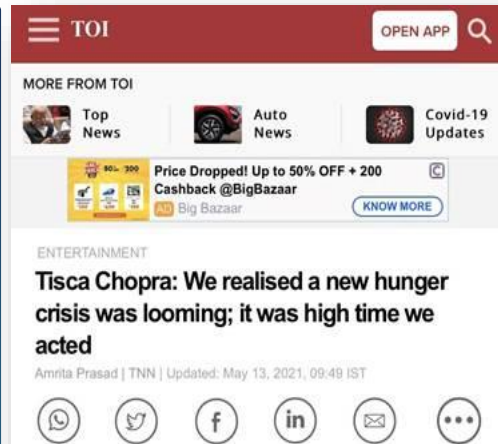 TOI
OPEN APP
MORE FROM TOI
Top
News
Auto
News
Covid-19
Updates
Price Dropped! Up to 50% OFF + 200
Cashback @BigBazaar
AD Big Bazaar
KNOW MORE
ENTERTAINMENT
Tisca Chopra: We realised a new hunger
crisis was looming; it was high time we
acted
Amrita Prasad | TNN | Updated: May 13, 2021, 09:49 IST